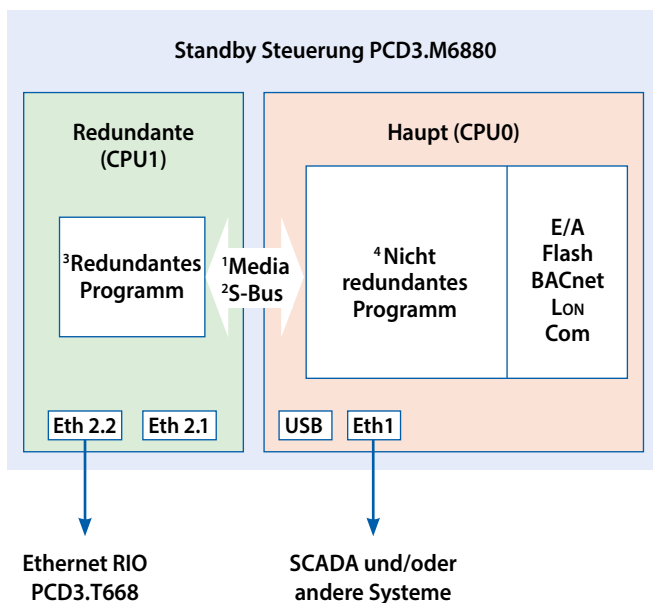 Standby Steuerung PCD3.M6880
Redundante
(CPU1)
³Redundantes
Programm
¹Media
²S-Bus
Haupt (CPU0)
⁴Nicht
redundantes
Programm
E/A
Flash
BACnet
LON
Com
Eth 2.2
Eth 2.1
USB
Eth1
Ethernet RIO
PCD3.T668
SCADA und/oder
andere Systeme